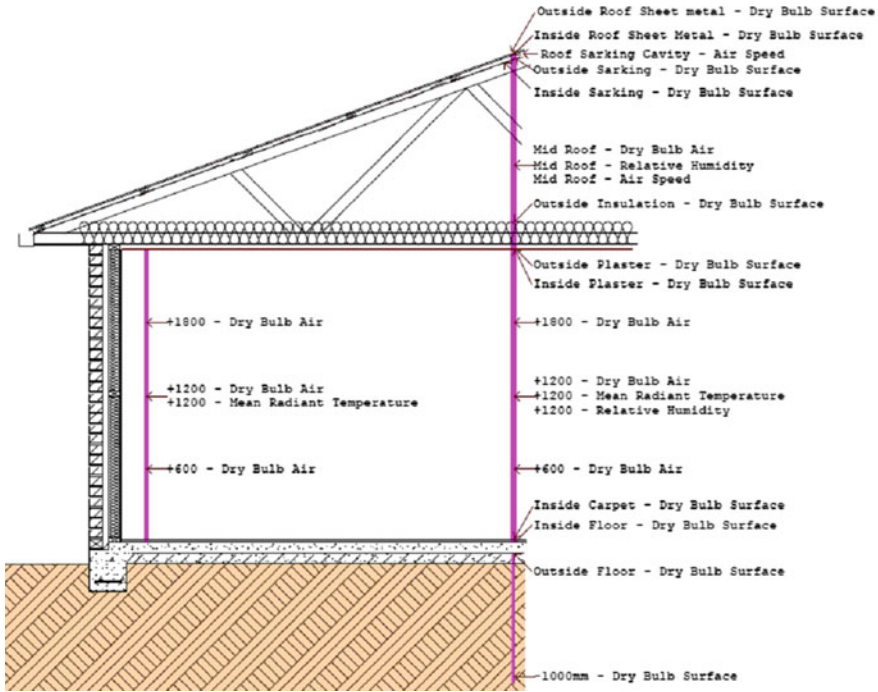 Outside Roof Sheet metal - Dry Bulb Surface
Inside Roof Sheet Metal - Dry Bulb Surface
Roof Sarking Cavity - Air Speed
Outside Sarking - Dry Bulb Surface
Inside Sarking - Dry Bulb Surface
Mid Roof - Dry Bulb Air
Mid Roof - Relative Humidity
Mid Roof - Air Speed
Outside Insulation - Dry Bulb Surface
Outside Plaster - Dry Bulb Surface
Inside Plaster - Dry Bulb Surface
+1800 - Dry Bulb Air
+1800 - Dry Bulb Air
+1200 - Dry Bulb Air
+1200 - Mean Radiant Temperature
+1200 - Dry Bulb Air
+1200 - Mean Radiant Temperature
+1200 - Relative Humidity
+600 - Dry Bulb Air
+600 - Dry Bulb Air
Inside Carpet - Dry Bulb Surface
Inside Floor - Dry Bulb Surface
Outside Floor - Dry Bulb Surface
1000mm - Dry Bulb Surface